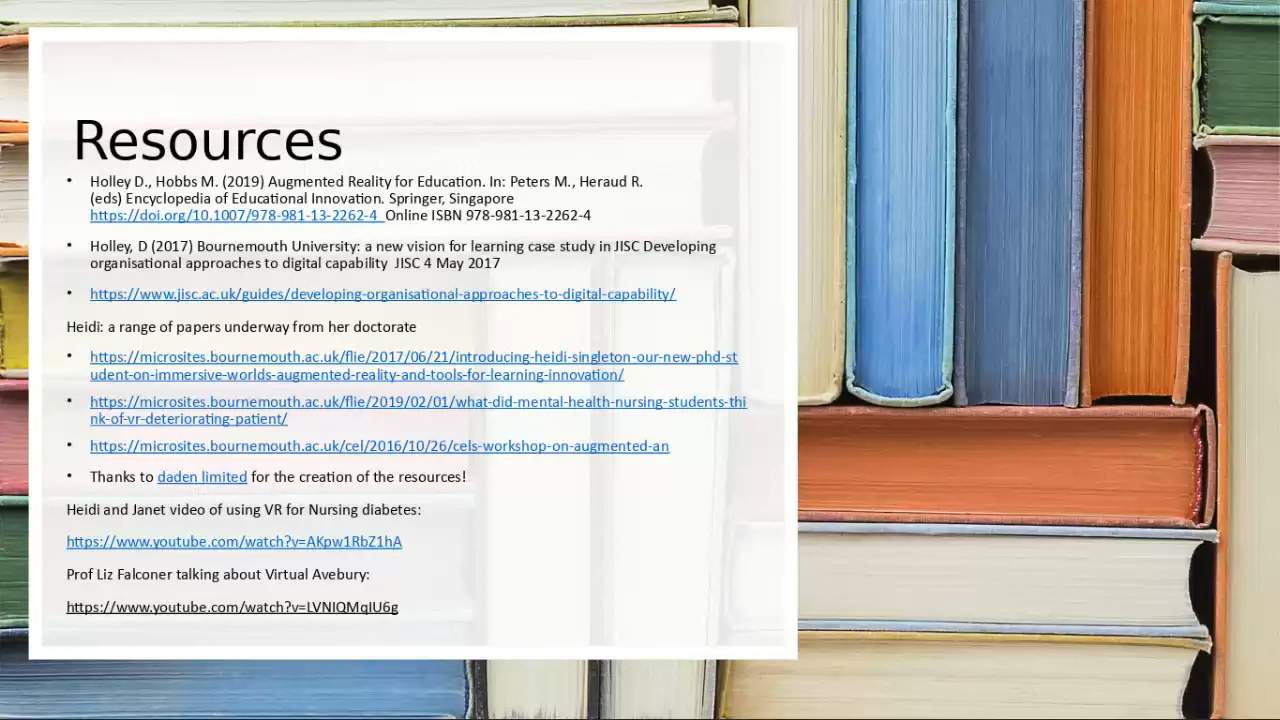 Resources
• Holley D., Hobbs M. (2019) Augmented Reality for Education. In: Peters M., Heraud R.
(eds) Encyclopedia of Educational Innovation. Springer, Singapore
https://doi.org/10.1007/978-981-13-2262-4 Online ISBN 978-981-13-2262-4
• Holley, D (2017) Bournemouth University: a new vision for learning case study in JISC Developing
organisational approaches to digital capability JISC 4 May 2017
• https://www.jisc.ac.uk/guides/developing-organisational-approaches-to-digital-capability/
Heidi: a range of papers underway from her doctorate
• https://microsites.bournemouth.ac.uk/flie/2017/06/21/introducing-heidi-singleton-our-new-phd-st
udent-on-immersive-worlds-augmented-reality-and-tools-for-learning-innovation/
• https://microsites.bournemouth.ac.uk/flie/2019/02/01/what-did-mental-health-nursing-students-thi
nk-of-vr-deteriorating-patient/
• https://microsites.bournemouth.ac.uk/cel/2016/10/26/cels-workshop-on-augmented-an
• Thanks to daden limited for the creation of the resources!
Heidi and Janet video of using VR for Nursing diabetes:
https://www.youtube.com/watch?v=AKpw1RbZ1hA
Prof Liz Falconer talking about Virtual Avebury:
https://www.youtube.com/watch?v=LVNIQMqIU6g